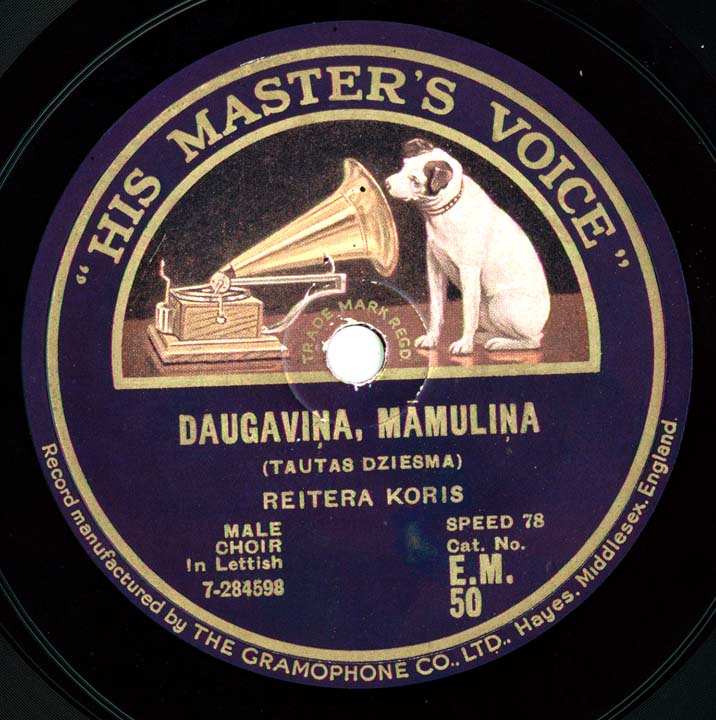 “HIS MASTER'S VOICE”
TRADE MARK REGD.
DAUGAVIŅA, MĀMULIŅA
(TAUTAS DZIESMA)
REITERA KORIS
MALE
CHOIR
In Lettish
7-284598
SPEED 78
Cat. No.
E.M.
50
Record manufactured by THE GRAMOPHONE CO., LTD., Hayes. Middlesex. England.